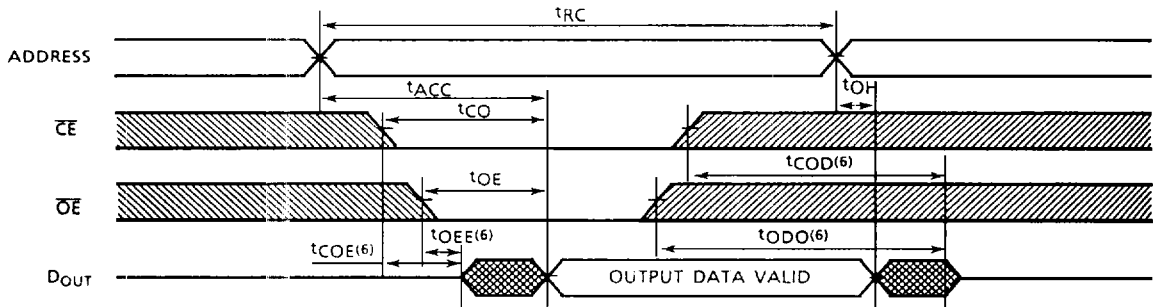 tRC
ADDRESS
tACC
tOH
tCO
CE
tCOD(6)
tOE
OE
tOEE(6)
tODO(6)
tCOE(6)
DOUT
OUTPUT DATA VALID